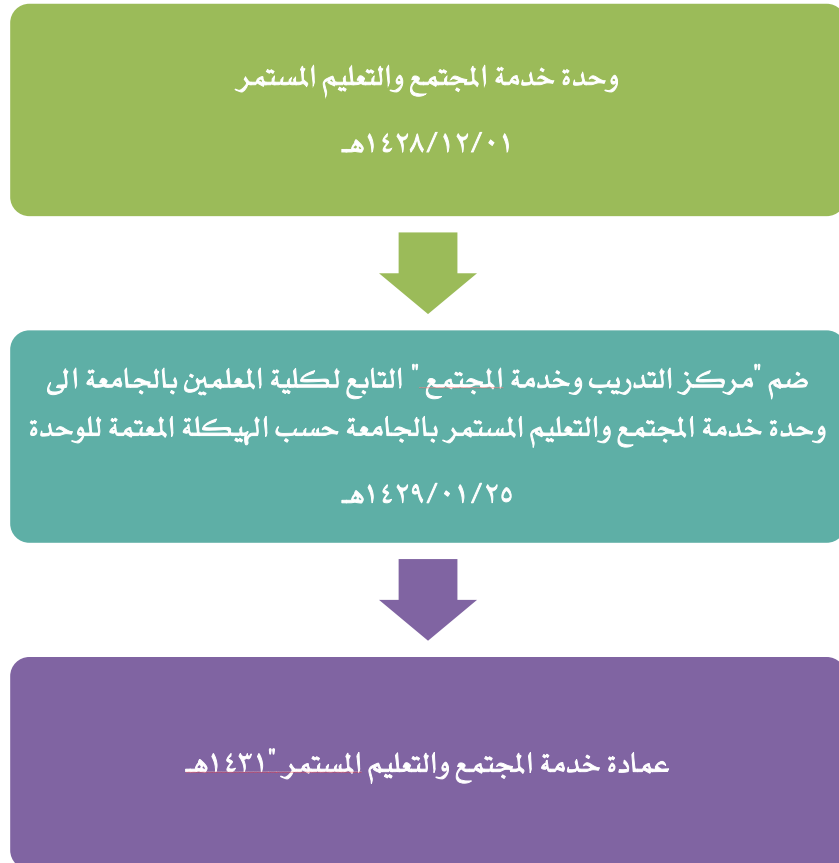 وحدة خدمة المجتمع والتعليم المستمر
١٤٢٨/١٢/٠١هـ
ضم "مركز التدريب وخدمة المجتمع " التابع لكلية المعلمين بالجامعة الى
وحدة خدمة المجتمع والتعليم المستمر بالجامعة حسب الهيكلة المعتمة للوحدة
١٤٢٩/٠١/٢٥هـ
عمادة خدمة المجتمع والتعليم المستمر "١٤٣١هـ